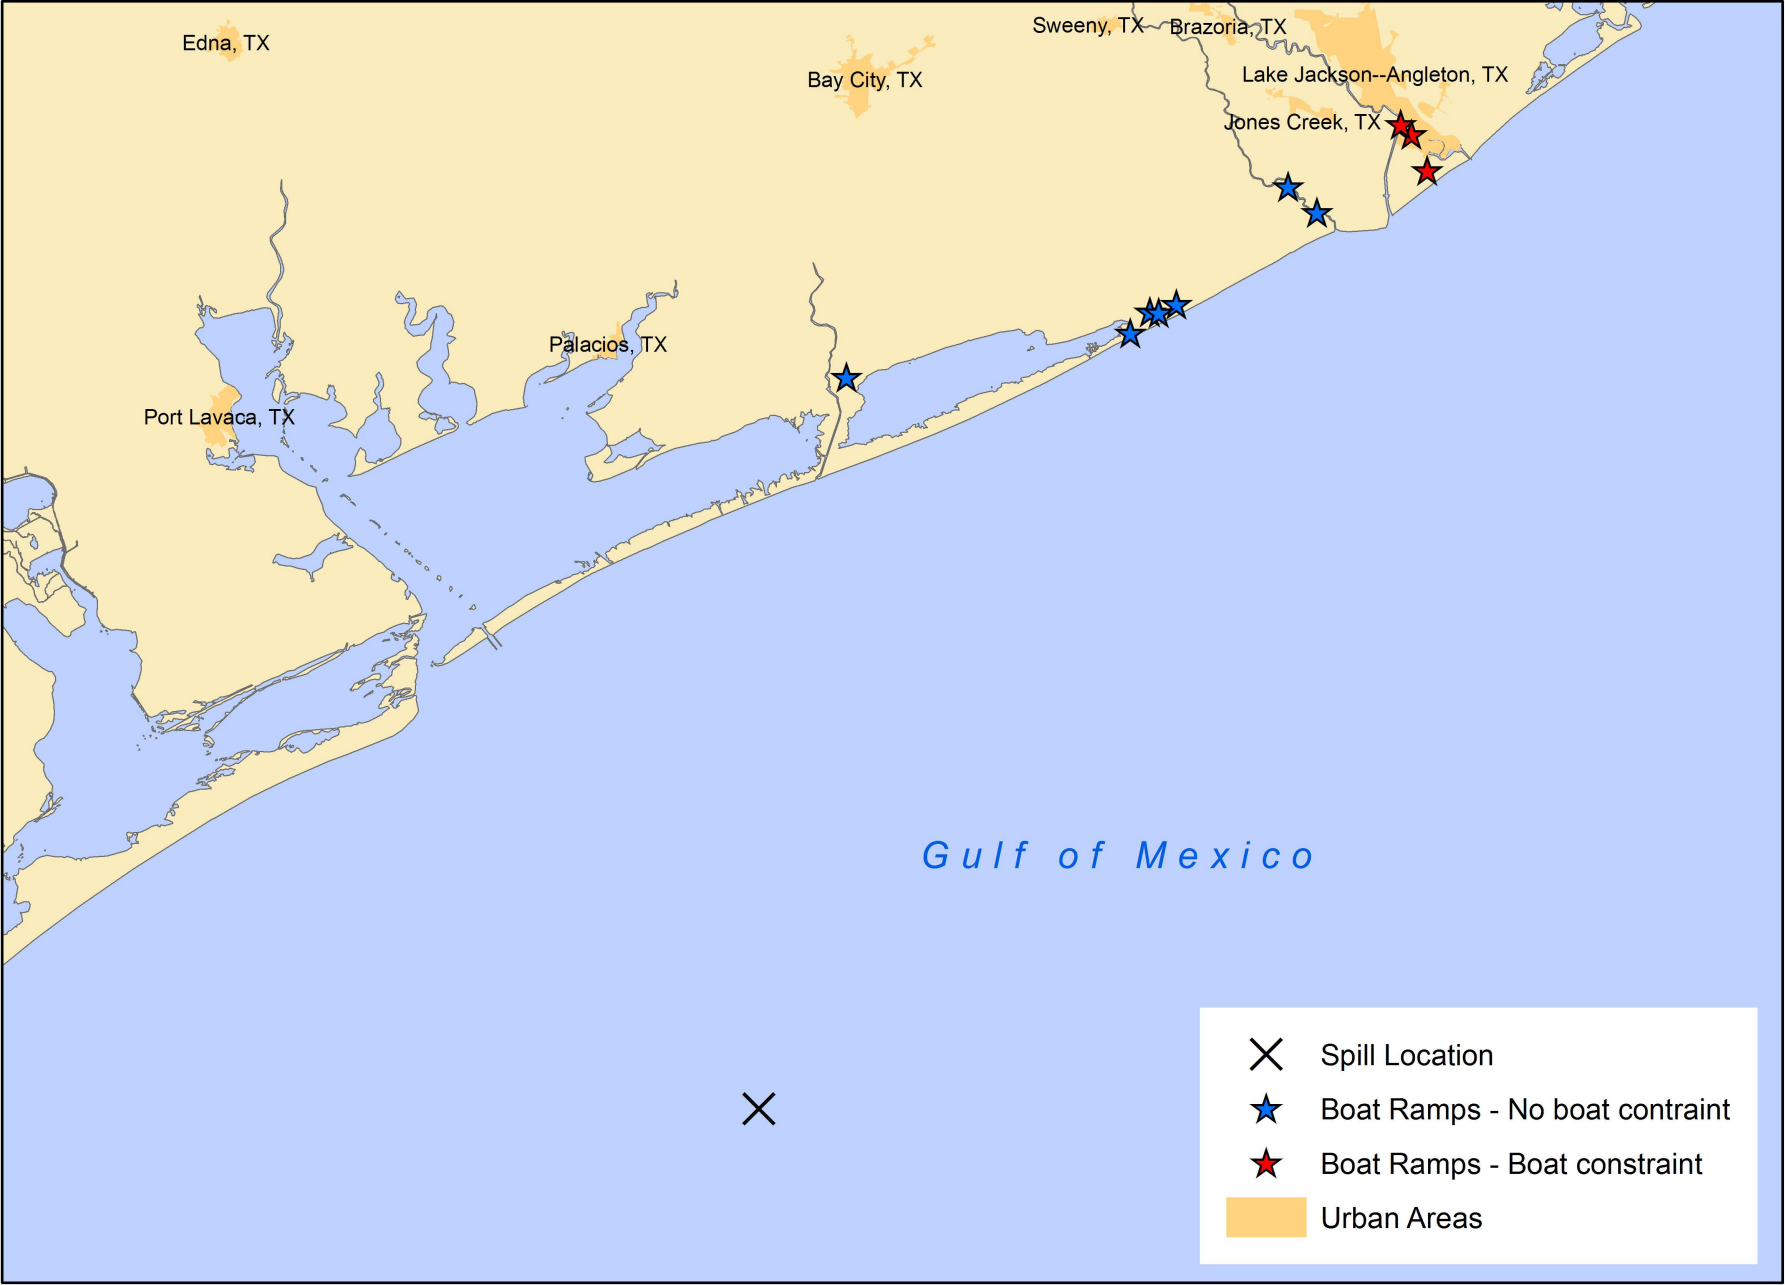 Sweeny, TX
Brazoria, TX
Edna, TX
Bay City, TX
Lake Jackson--Angleton, TX
Jones Creek, TX
Palacios, TX
Port Lavaca, TX
Gulf of Mexico
Spill Location
Boat Ramps - No boat contraint
Boat Ramps - Boat constraint
Urban Areas